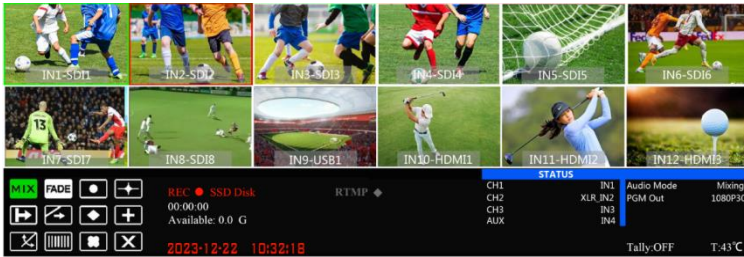 IN1-SDI1
IN2-SDI2
IN3-SDI3
IN4-SDI4
IN5-SDI5
IN6-SDI6
IN7-SDI7
IN8-SDI8
IN9-USB1
IN10-HDMI1
IN11-HDMI2
IN12-HDMI3
13
MIX
FADE
REC
SSD Disk
00:00:00
Available: 0.0 G
2023-12-22 10:32:18
RTMP
STATUS
CH1 IN1
CH2 XLR_IN2
CH3 IN3
AUX IN4
Audio Mode Mixing
PGM Out 1080P30
Tally:OFF T:43℃